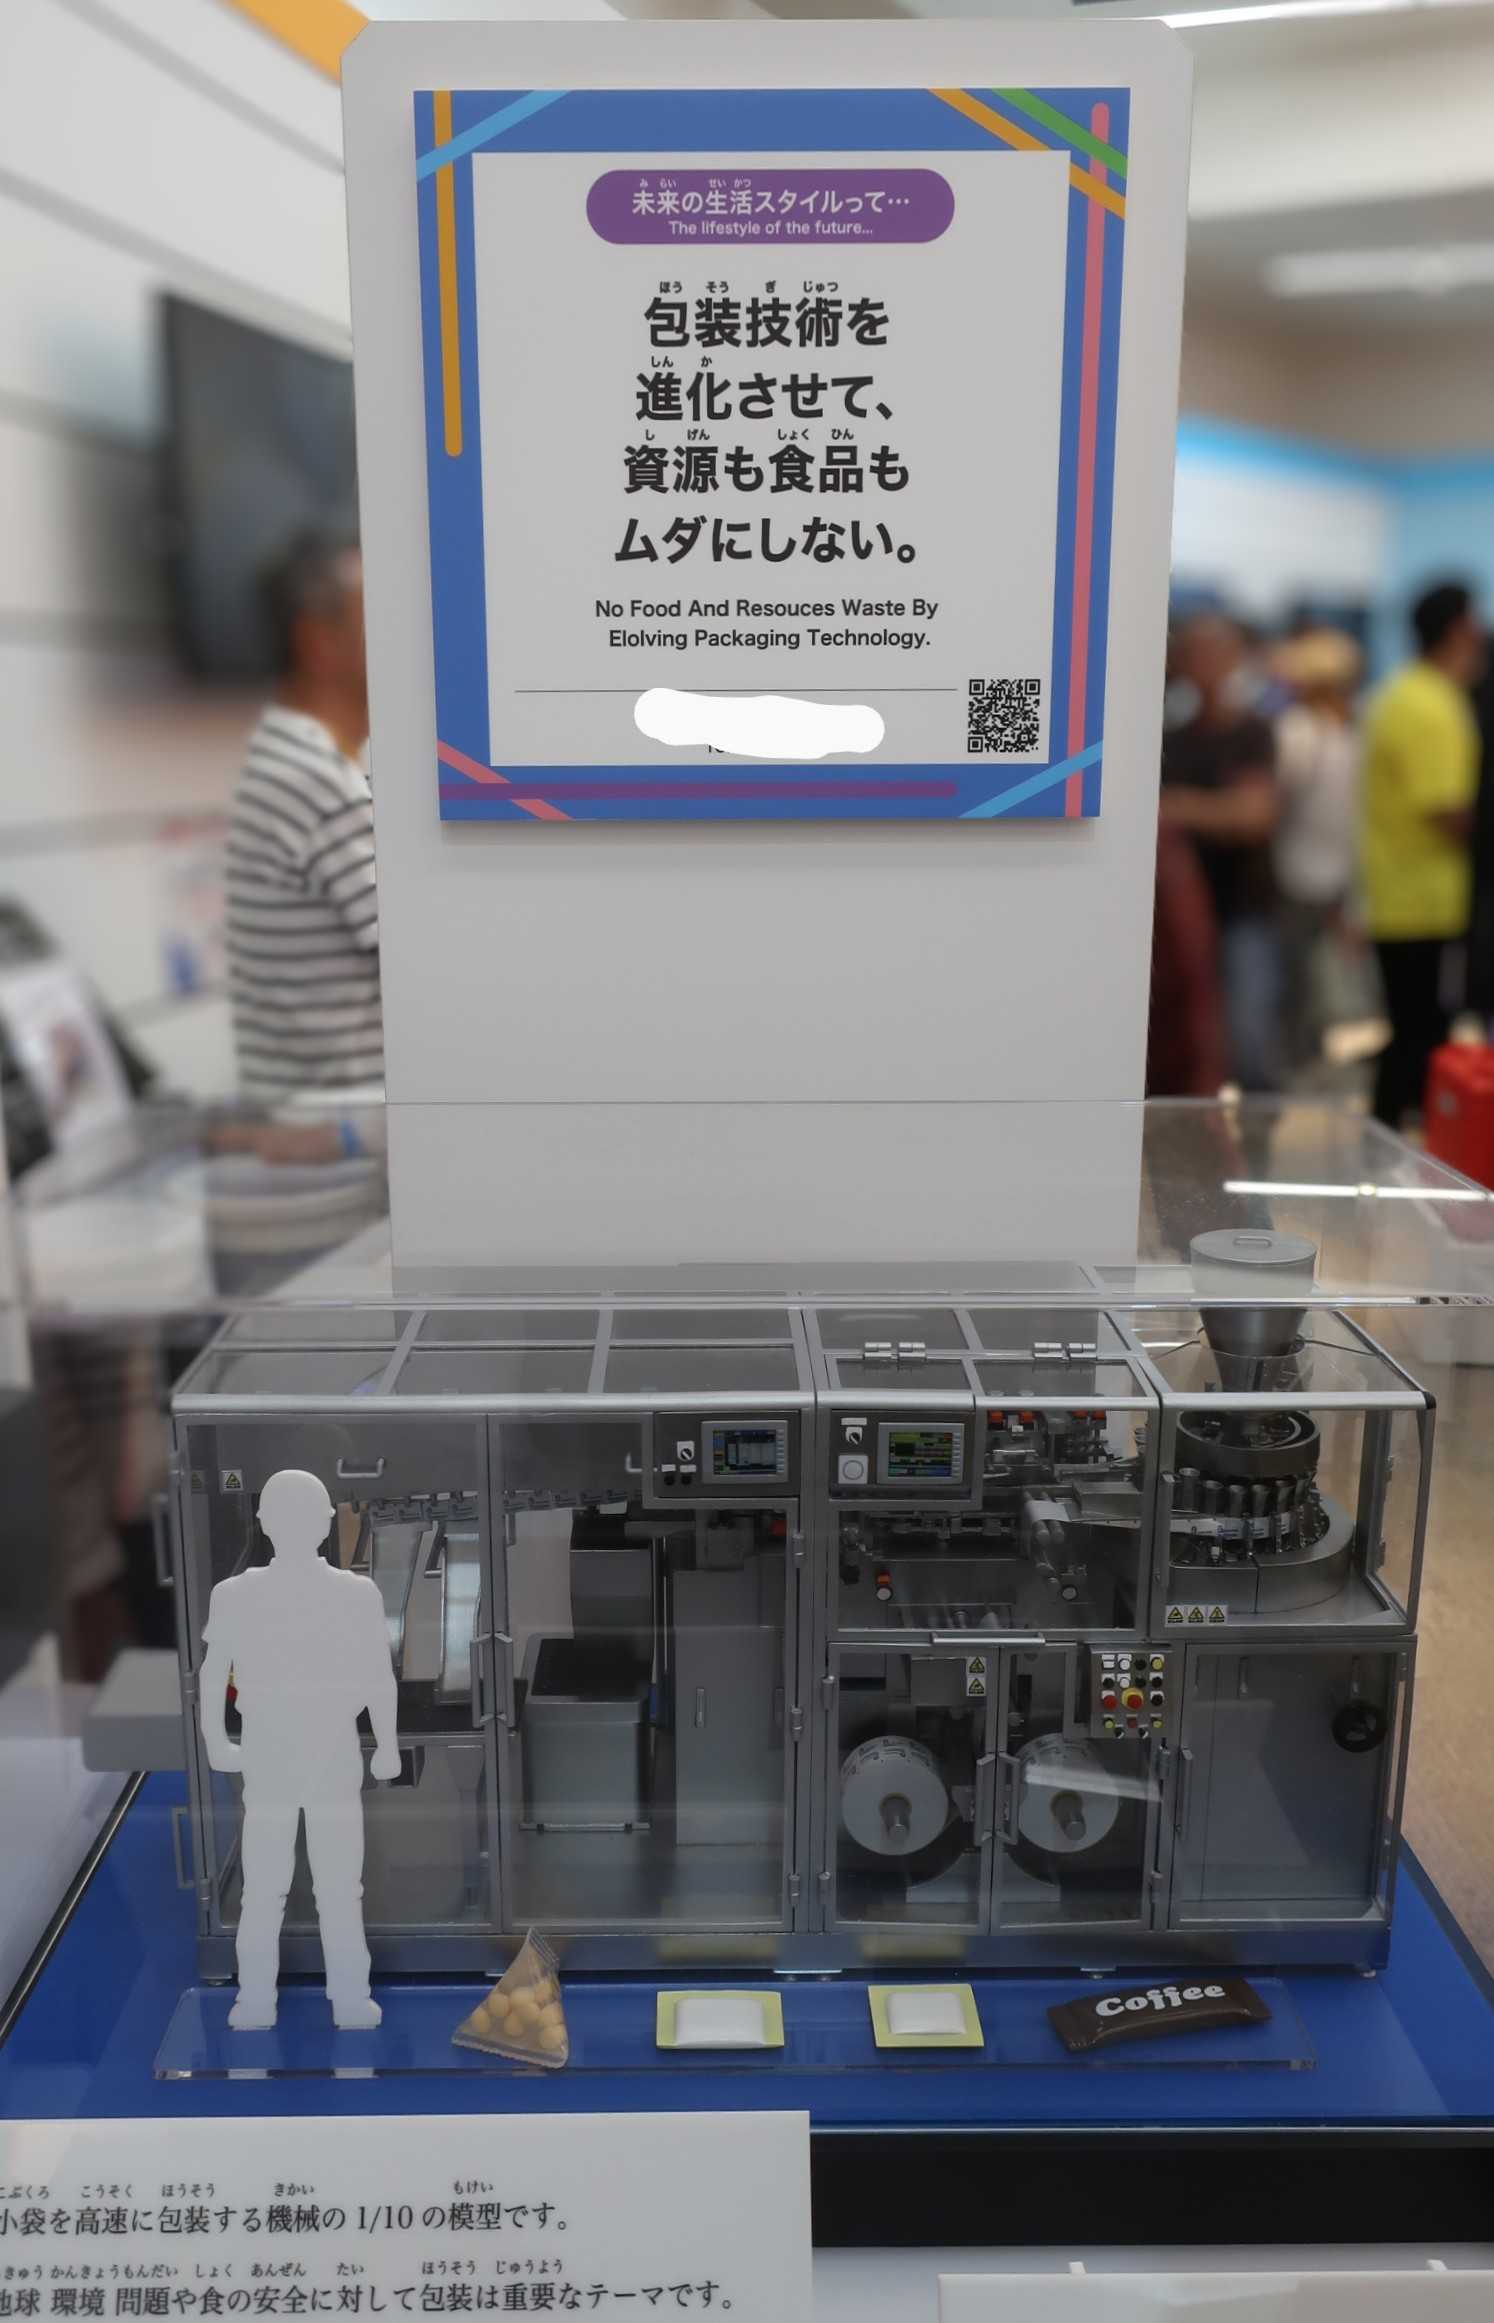 未来の生活スタイルって…
The lifestyle of the future...
包装技術を
進化させて、
資源も食品も
ムダにしない。
No Food And Resouces Waste By
Elolving Packaging Technology.
Coffee
小袋を高速に包装する機械の 1/10 の模型です。
地球 環境 問題や食の安全に対して包装は重要なテーマです。